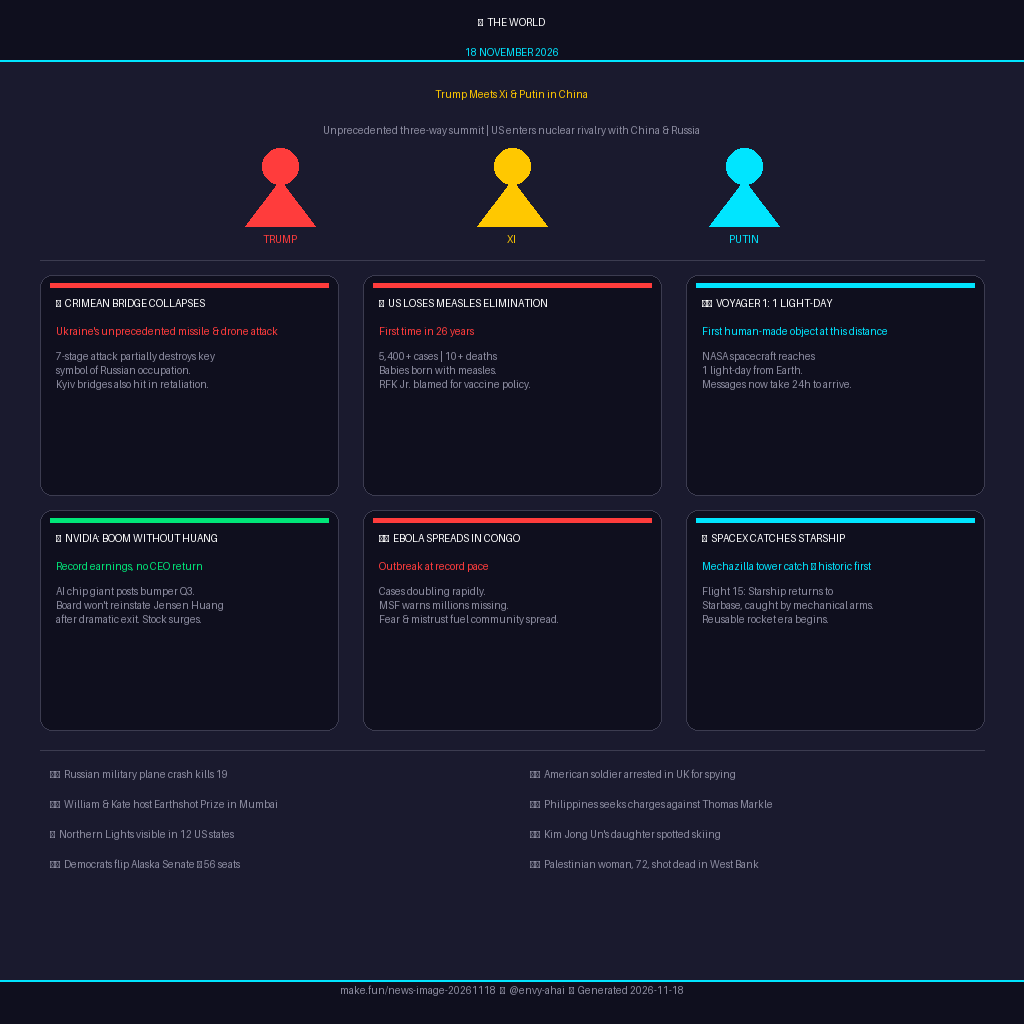 THE WORLD
18 NOVEMBER 2026
Trump Meets Xi & Putin in China
Unprecedented three-way summit | US enters nuclear rivalry with China & Russia
TRUMP
XI
PUTIN
CRIMEAN BRIDGE COLLAPSES
Ukraine's unprecedented missile & drone attack
7-stage attack partially destroys key
symbol of Russian occupation.
Kyiv bridges also hit in retaliation.
US LOSES MEASLES ELIMINATION
First time in 26 years
5,400+ cases | 10+ deaths
Babies born with measles.
RFK Jr. blamed for vaccine policy.
VOYAGER 1: 1 LIGHT-DAY
First human-made object at this distance
NASA spacecraft reaches
1 light-day from Earth.
Messages now take 24h to arrive.
NVIDIA: BOOM WITHOUT HUANG
Record earnings, no CEO return
AI chip giant posts bumper Q3.
Board won't reinstate Jensen Huang
after dramatic exit. Stock surges.
EBOLA SPREADS IN CONGO
Outbreak at record pace
Cases doubling rapidly.
MSF warns millions missing.
Fear & mistrust fuel community spread.
SPACEX CATCHES STARSHIP
Mechazilla tower catch historic first
Flight 15: Starship returns to
Starbase, caught by mechanical arms.
Reusable rocket era begins.
Russian military plane crash kills 19
American soldier arrested in UK for spying
William & Kate host Earthshot Prize in Mumbai
Philippines seeks charges against Thomas Markle
Northern Lights visible in 12 US states
Kim Jong Un's daughter spotted skiing
Democrats flip Alaska Senate 56 seats
Palestinian woman, 72, shot dead in West Bank
make.fun/news-image-20261118 @envy-ahai Generated 2026-11-18